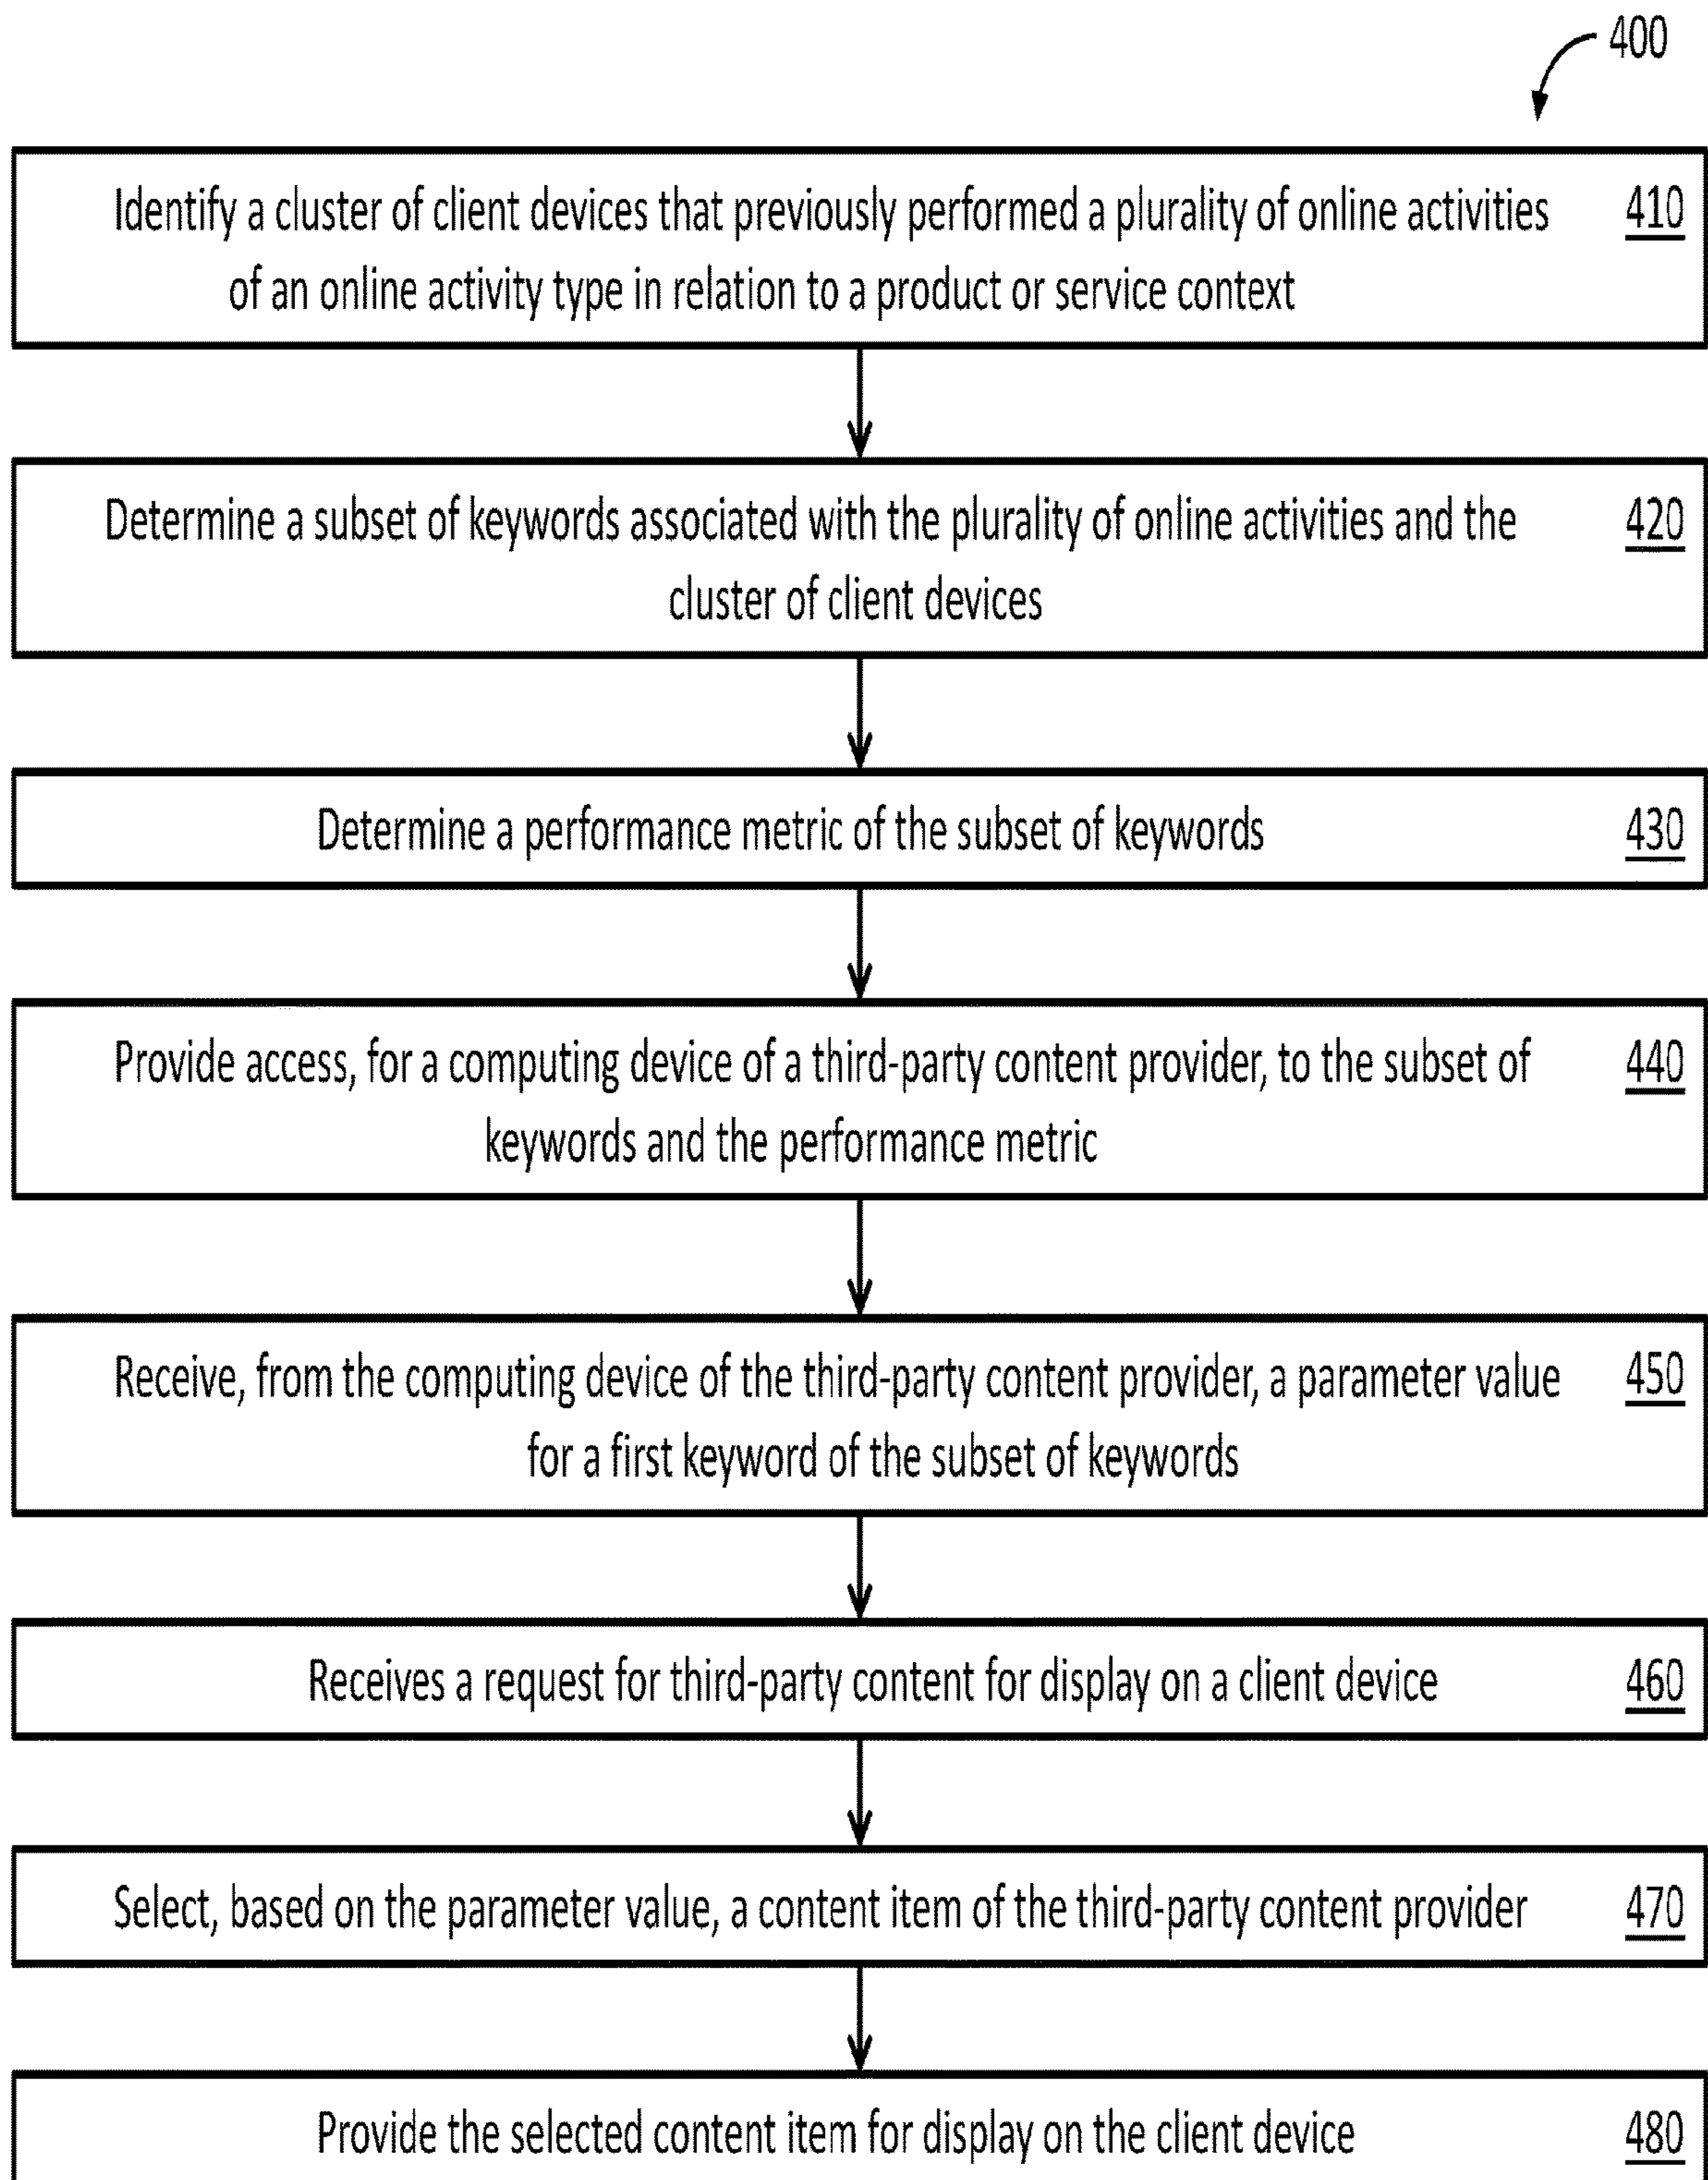 400
Identify a cluster of client devices that previously performed a plurality of online activities 410
of an online activity type in relation to a product or service context
Determine a subset of keywords associated with the plurality of online activities and the 420
cluster of client devices
Determine a performance metric of the subset of keywords 430
Provide access, for a computing device of a third-party content provider, to the subset of 440
keywords and the performance metric
Receive, from the computing device of the third-party content provider, a parameter value 450
for a first keyword of the subset of keywords
Receives a request for third-party content for display on a client device 460
Select, based on the parameter value, a content item of the third-party content provider 470
Provide the selected content item for display on the client device 480